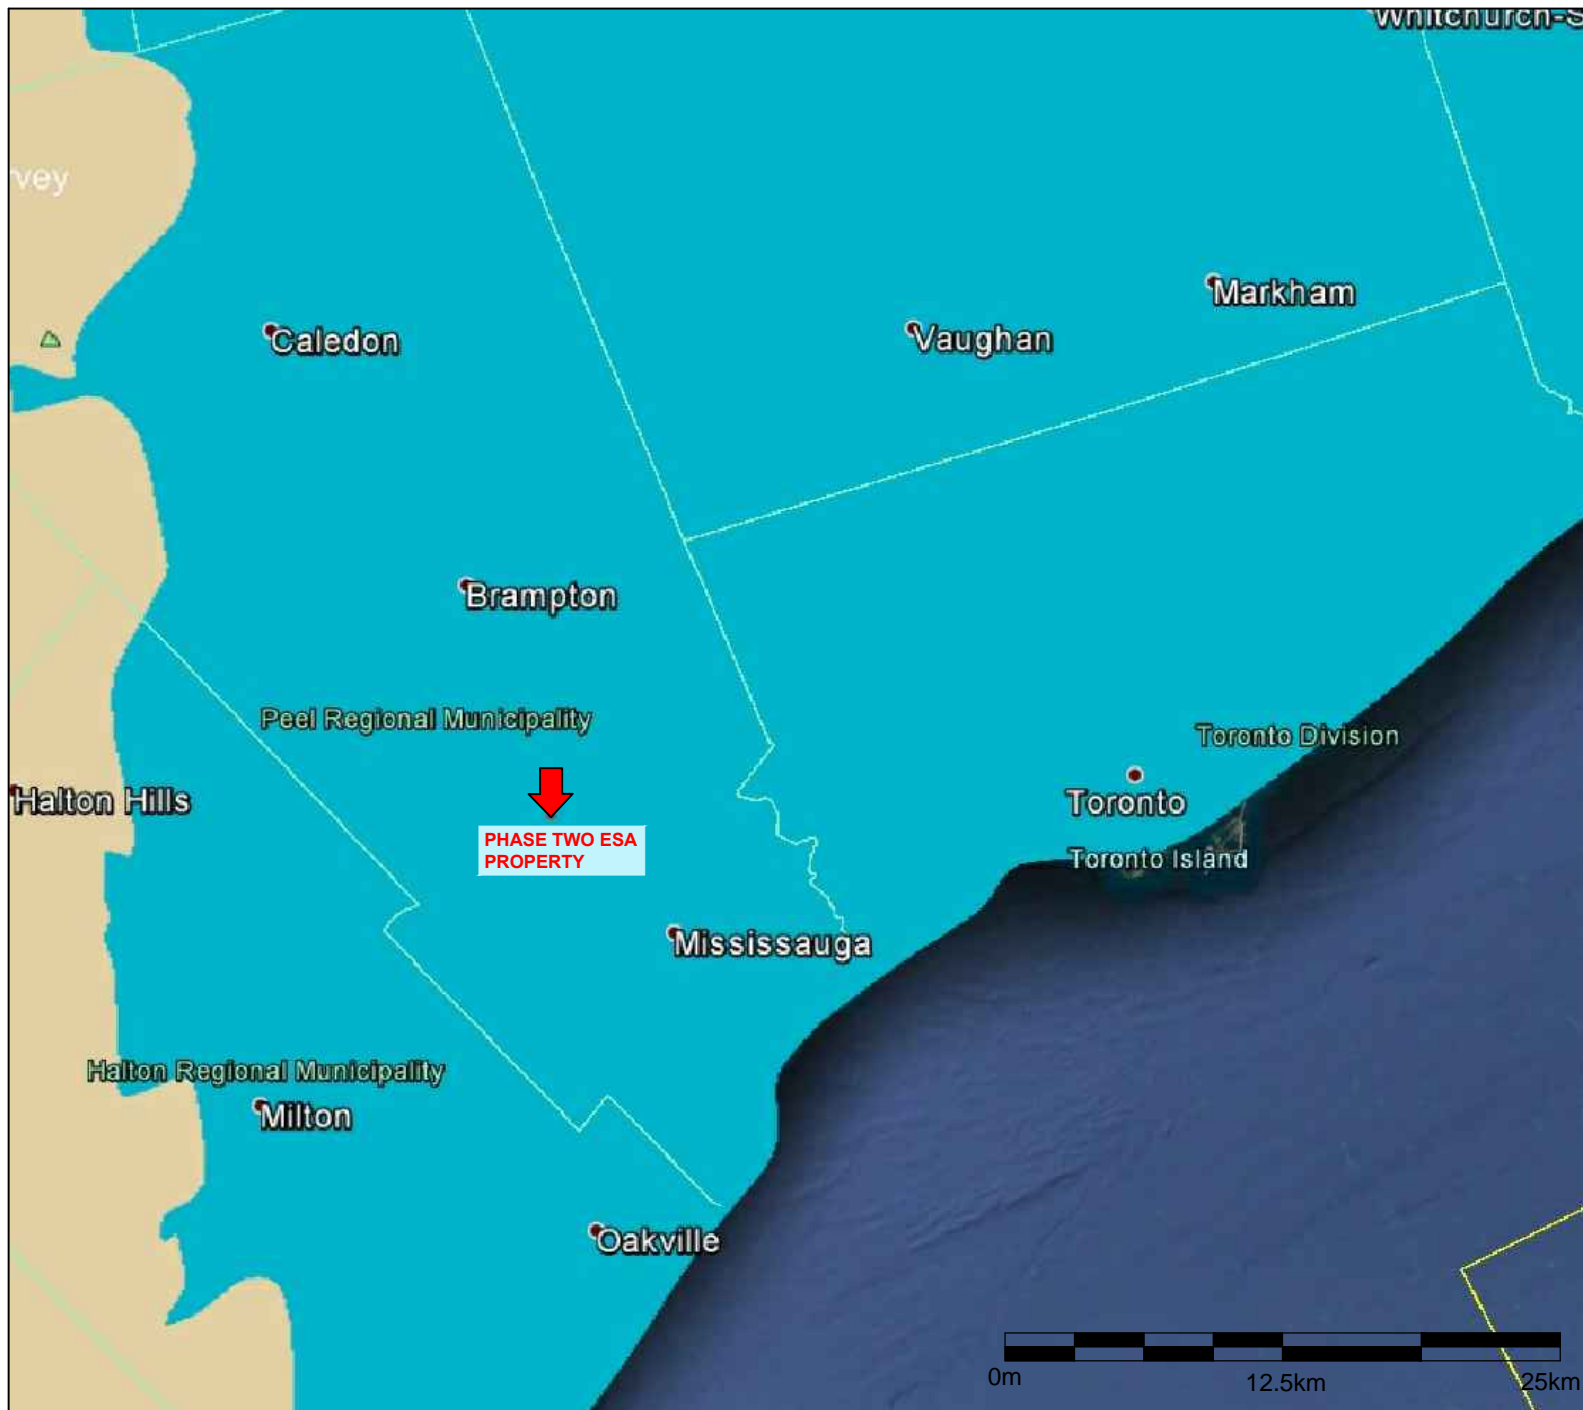 Whitchurch-S
vey
Markham
Caledon
Vaughan
Brampton
Peel Regional Municipality
Toronto Division
Halton Hills
Toronto
PHASE TWO ESA
PROPERTY
Toronto Island
Mississauga
Halton Regional Municipality
Milton
Oakville
0m
12.5km
25km